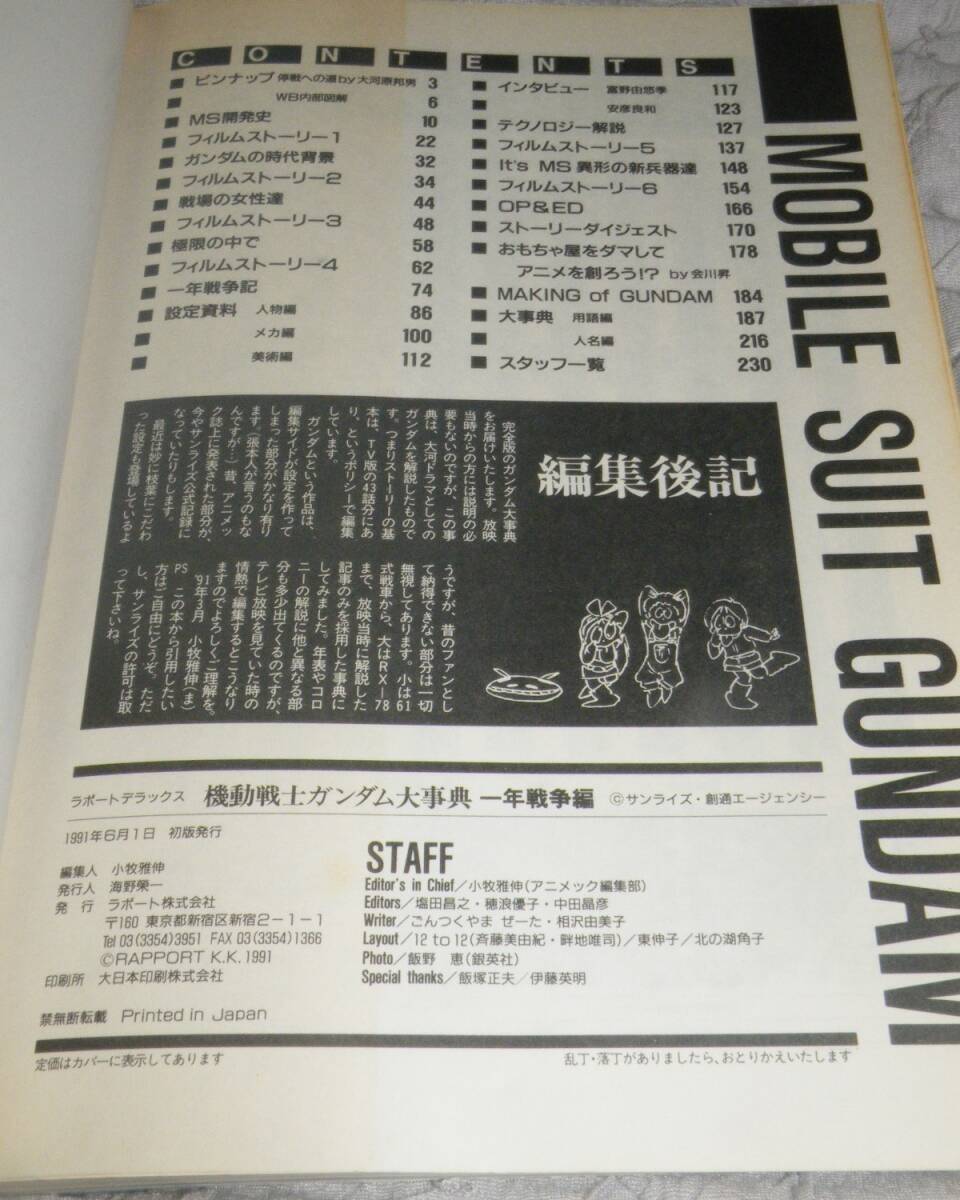 CONTENTS
■ ピンナップ 停戦への道by大河原邦男 3
■ WB内部図解 6
■ MS開発史 10
■ フィルムストーリー1 22
■ ガンダムの時代背景 32
■ フィルムストーリー2 34
■ 戦場の女性達 44
■ フィルムストーリー3 48
■ 極限の中で 58
■ フィルムストーリー4 62
■ 一年戦争記 74
■ 設定資料 人物編 86
■ メカ編 100
■ 美術編 112
■ インタビュー 富野由悠季 117
■ 安彦良和 123
■ テクノロジー解説 127
■ フィルムストーリー5 137
■ It's MS 異形の新兵器達 148
■ フィルムストーリー6 154
■ OP&ED 166
■ ストーリーダイジェスト 170
■ おもちゃ屋をダマして 178
アニメを創ろう!? by会川昇
■ MAKING of GUNDAM 184
■ 大事典 用語編 187
■ 人名編 216
■ スタッフ一覧 230
MOBILE SUIT GUNDAM
編集後記
完全版のガンダム大事典
をお届けいたします。放映
当時からの方には説明の必
要もないのですが、この事
典は、大河ドラマとしての
ガンダムを解説したもので
す。つまりストーリーの基
本は、TV版の43話分にあ
り、というポリシーで編集
しています。
ガンダムという作品は、
編集サイドが設定を作って
しまった部分がかなり有り
ます。(張本人が言うのもな
んですが…)昔、アニメッ
ク誌上に発表された部分が、
今やサンライズ公式記録に
なっていたりもします。
最近は妙に枝葉にこだわ
った設定も登場しているよ
うですが、昔のファンとし
て納得できない部分は一切
無視してあります。小は61
式戦車から、大はRX−78
まで、放映当時に解説した
記事のみを採用した事典に
してみました。年表やコロ
ニーの解説に他と異なる部
分も多少出てくるのですが、
テレビ放映を見ていた時の
情熱で編集するとこうなり
ますのでよろしくご理解を。
'91年3月 小牧雅伸(ま)
PS この本から引用したい
方はご自由にどうぞ。ただ
し、サンライズの許可は取
って下さいね。
ラポートデラックス 機動戦士ガンダム大事典 一年戦争編 ©サンライズ・創通エージェンシー
1991年6月1日 初版発行
編集人 小牧雅伸
発行人 海野榮一
発行 ラポート株式会社
〒160 東京都新宿区新宿2−1−1
Tel 03(3354)3951 FAX 03(3354)1366
©RAPPORT K.K. 1991
印刷所 大日本印刷株式会社
禁無断転載 Printed in Japan
STAFF
Editor's in Chief/小牧雅伸(アニメック編集部)
Editors/塩田昌之・穂浪優子・中田晶彦
Writer/ごんつくやま ぜーた・相沢由美子
Layout/12 to 12(斉藤美由紀・畔地唯司)/東伸子/北の湖角子
Photo/飯野 恵(銀英社)
Special thanks/飯塚正夫/伊藤英明
定価はカバーに表示してあります
乱丁・落丁がありましたら、おとりかえいたします